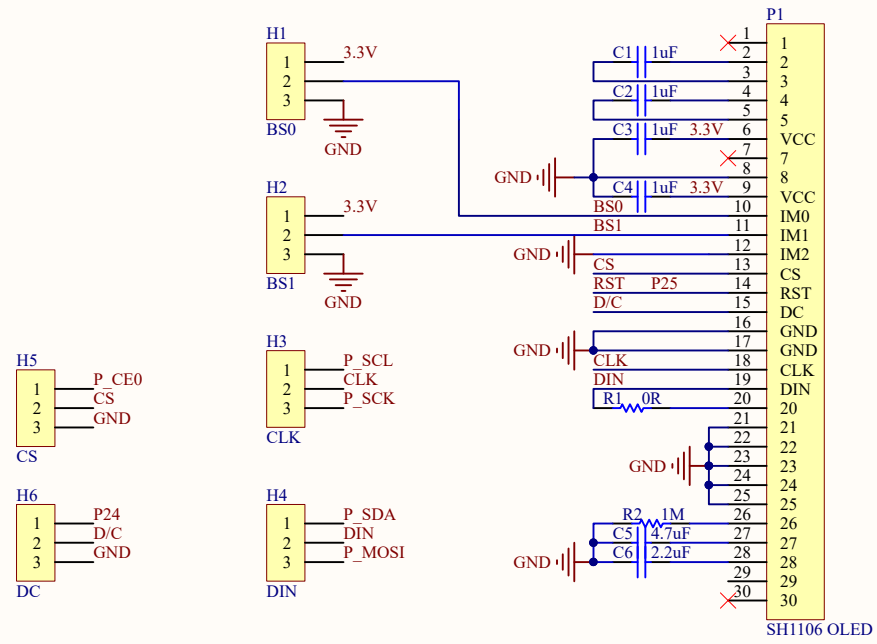 H1
1 3.3V
2
3
BS0
GND
H2
1 3.3V
2
3
BS1
GND
H3
1 P_SCL
2 CLK
3 P_SCK
CLK
H5
1 P_CE0
2 CS
3 GND
CS
H6
1 P24
2 D/C
3 GND
DC
H4
1 P_SDA
2 DIN
3 P_MOSI
DIN
P1
1 1
C1 1uF 2 2
3 3
C2 1uF 4 4
5 5
C3 1uF 3.3V 6 VCC
7 7
GND 8 8
C4 1uF 3.3V 9 VCC
BS0 10 IM0
BS1 11 IM1
GND 12 IM2
CS 13 CS
RST P25 14 RST
D/C 15 DC
16 GND
GND 17 GND
CLK 18 CLK
DIN 19 DIN
R1 0R 20 20
21 21
22 22
GND 23 23
24 24
25 25
R2 1M 26 26
C5 4.7uF 27 27
GND C6 2.2uF 28 28
29 29
30 30
SH1106 OLED